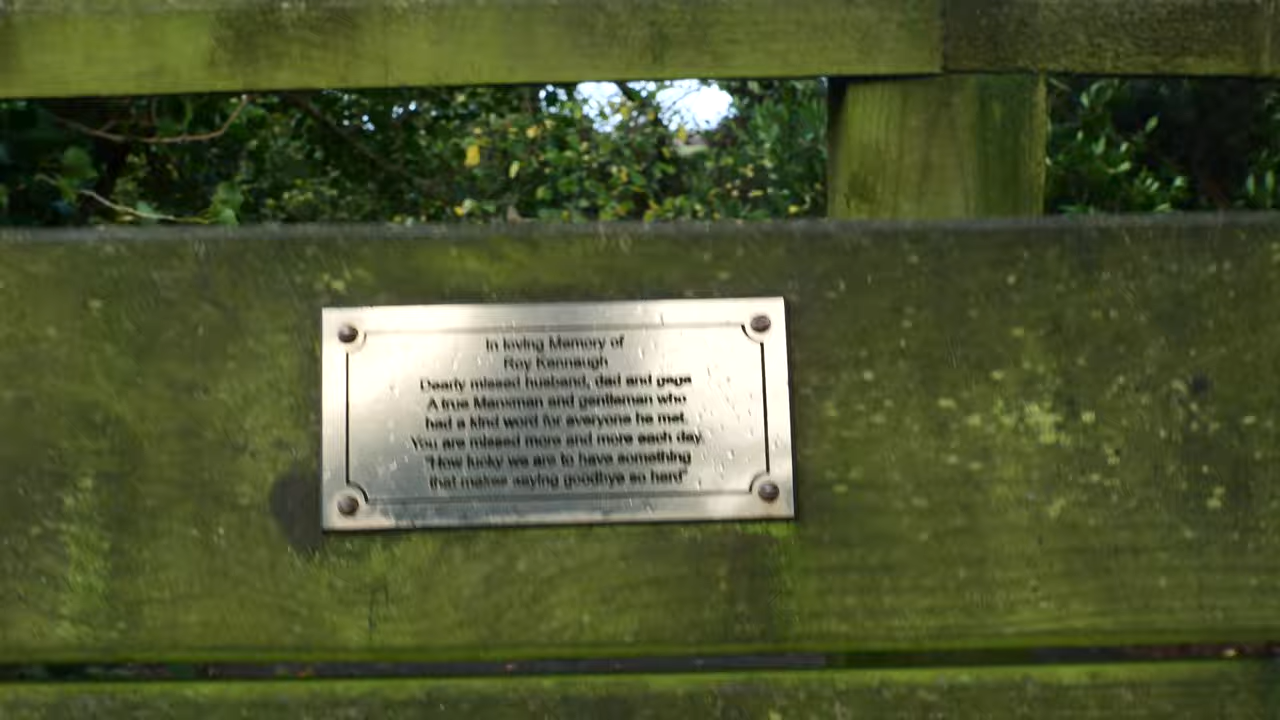 In loving Memory of
Roy Kennaugh
Dearly missed husband, dad and gaga
A true Manxman and gentleman who
had a kind word for everyone he met
You are missed more and more each day
"How lucky we are to have something
that makes saying goodbye so hard"